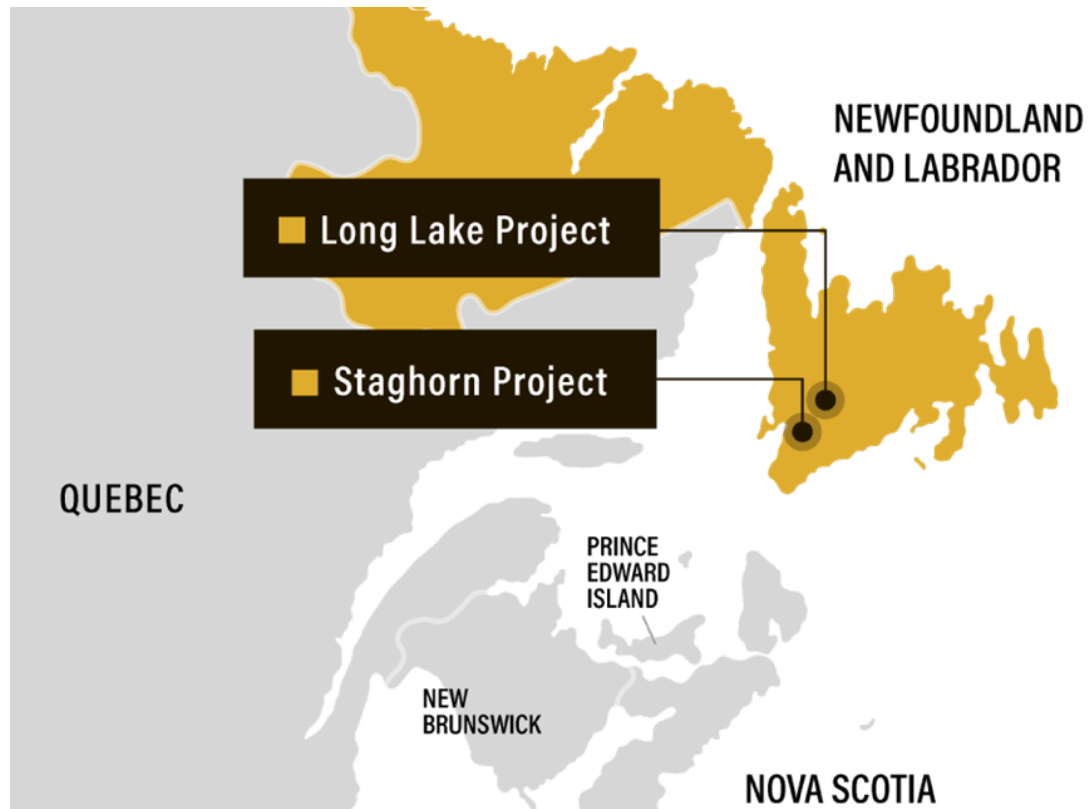 NEWFOUNDLAND
AND LABRADOR
Long Lake Project
Staghorn Project
QUEBEC
PRINCE
EDWARD
ISLAND
NEW
BRUNSWICK
NOVA SCOTIA